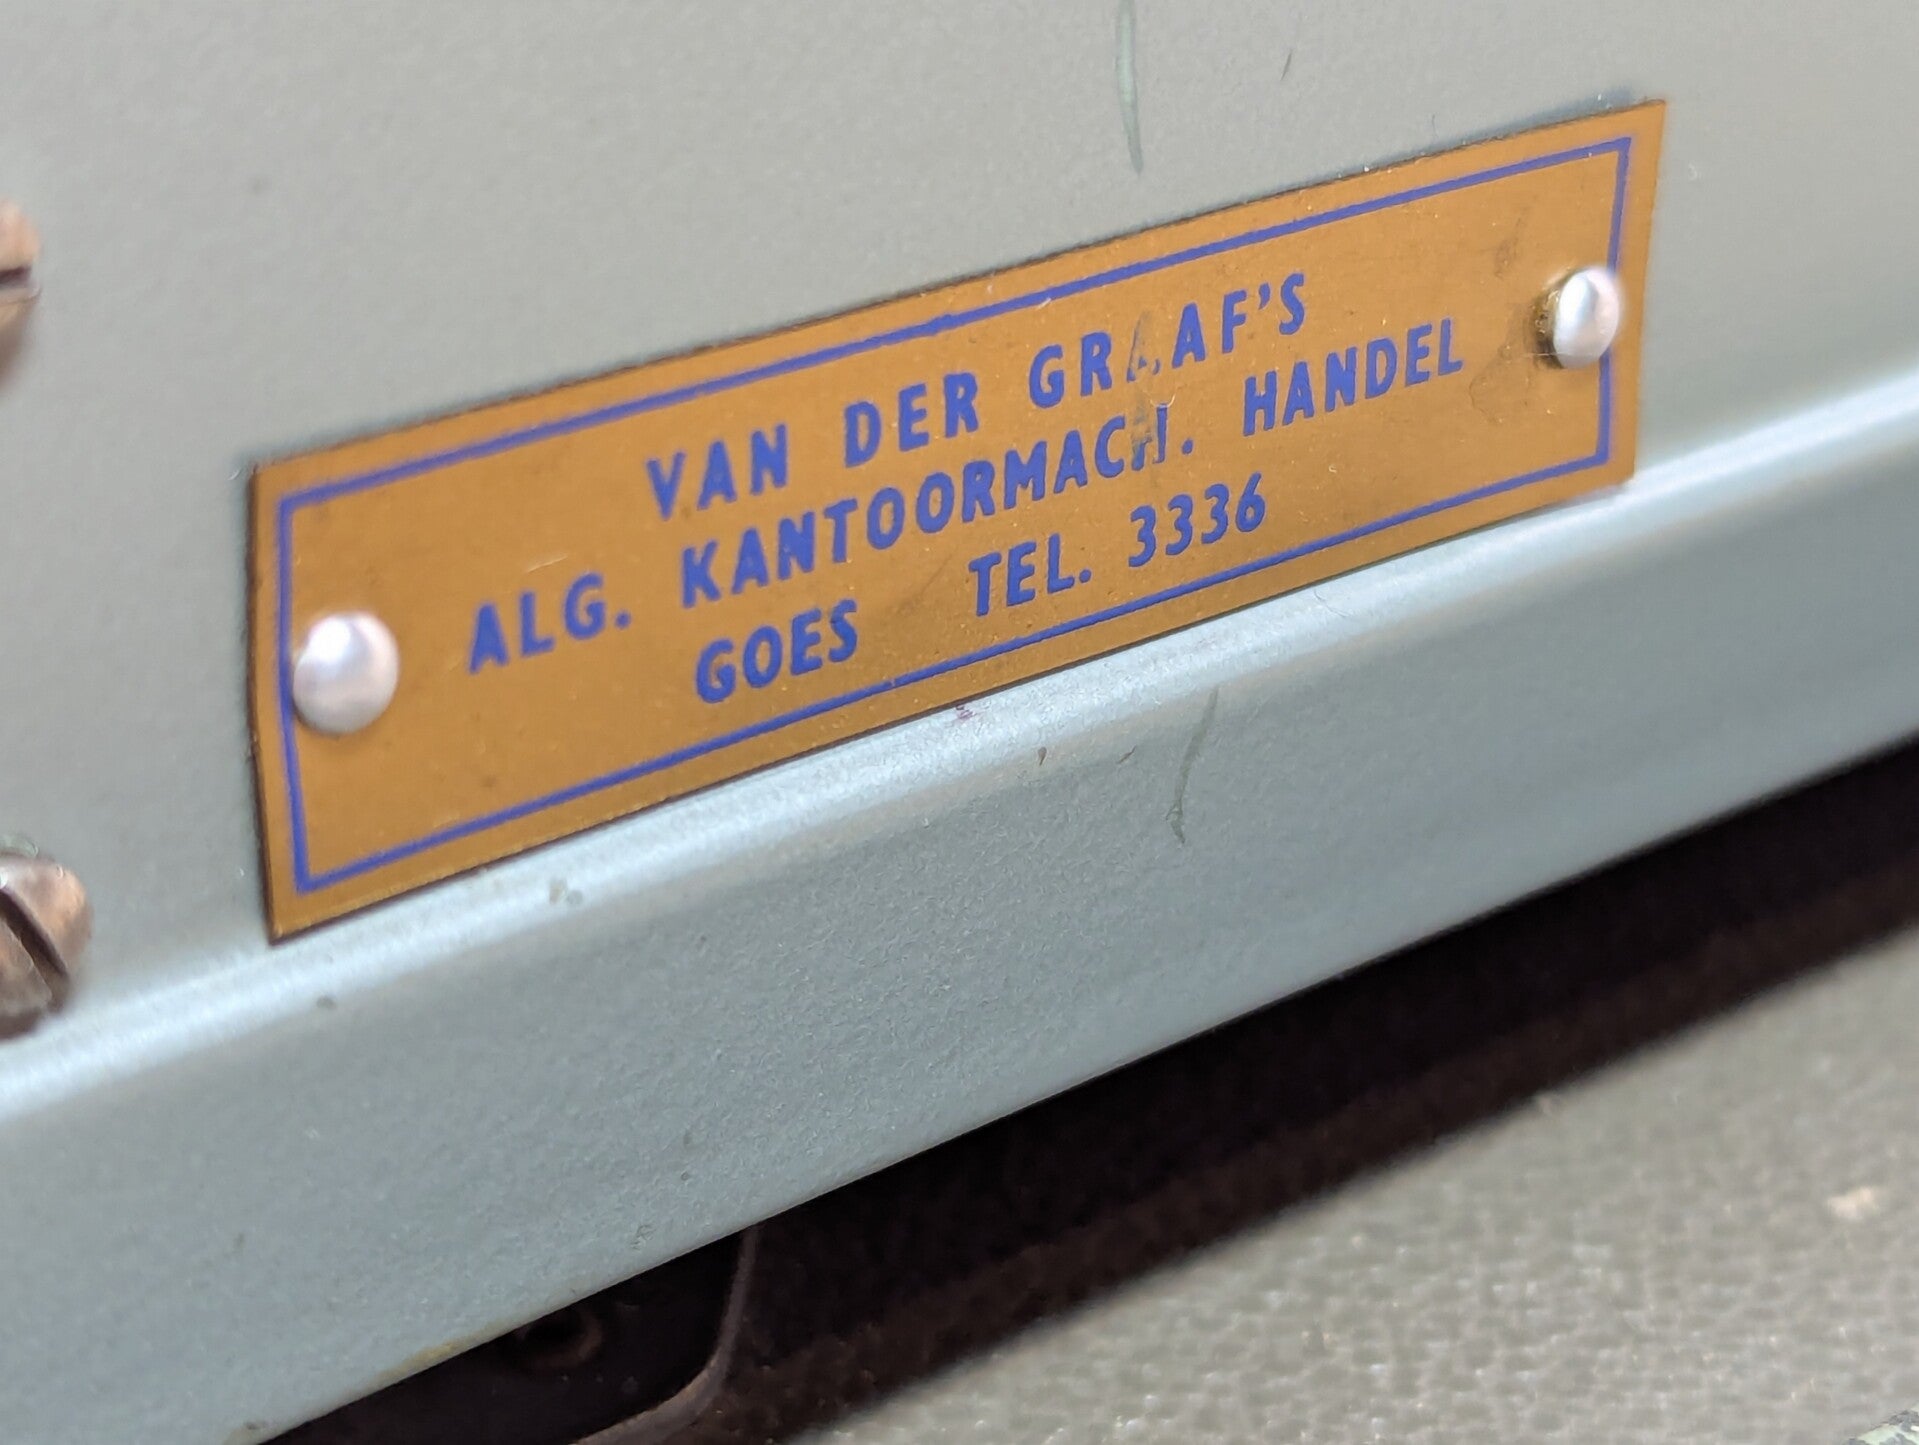 VAN DER GRAAF'S
ALG. KANTOORMACH. HANDEL
GOES TEL. 3336